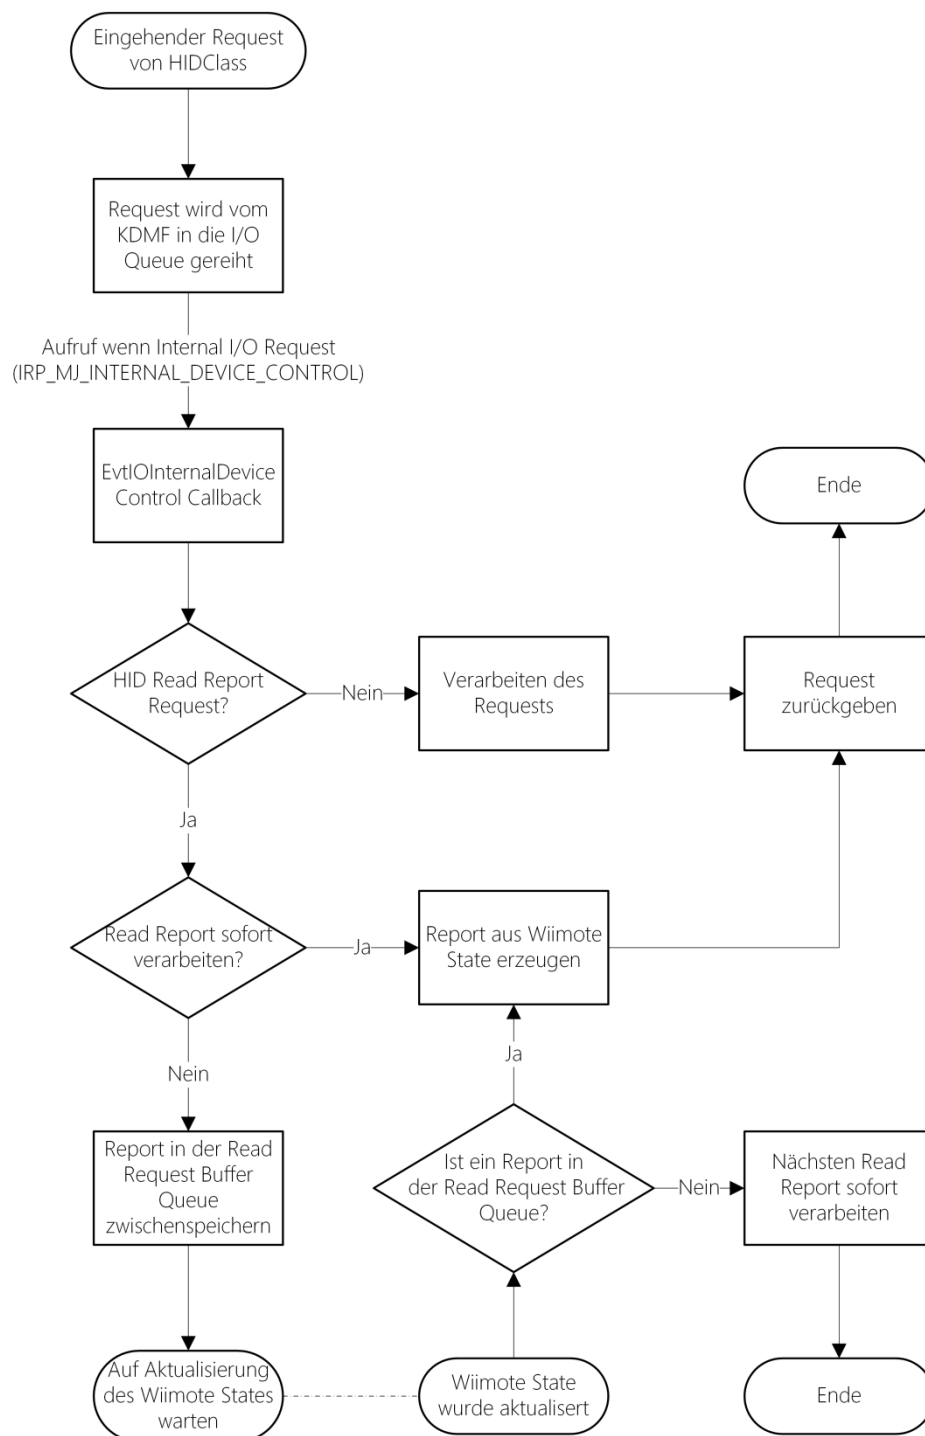 Eingehender Request
von HIDClass
Request wird vom
KDMF in die I/O
Queue gereiht
Aufruf wenn Internal I/O Request
(IRP_MJ_INTERNAL_DEVICE_CONTROL)
EvtIOInternalDevice
Control Callback
Ende
HID Read Report
Request?
Nein
Verarbeiten des
Requests
Request
zurückgeben
Ja
Read Report sofort
verarbeiten?
Ja
Report aus Wiimote
State erzeugen
Nein
Ja
Report in der Read
Request Buffer
Queue
zwischenspeichern
Ist ein Report in
der Read Request Buffer
Queue?
Nein
Nächsten Read
Report sofort
verarbeiten
Auf Aktualisierung
des Wiimote States
warten
Wiimote State
wurde aktualisert
Ende